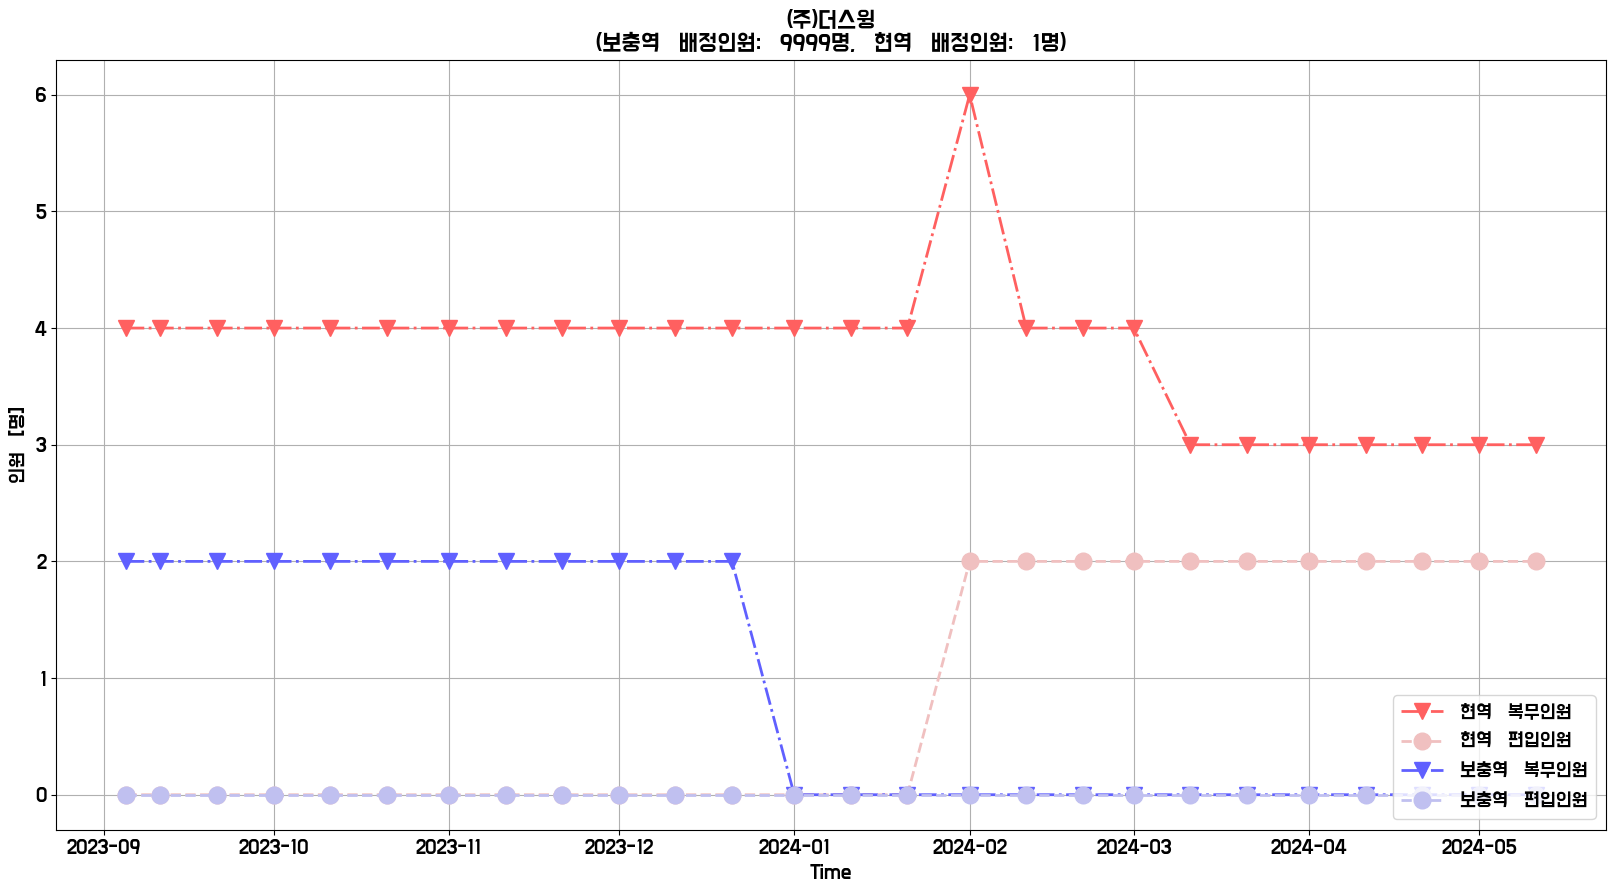 (주)더스윙
(보충역 배정인원: 9999명, 현역 배정인원: 1명)
6
5
4
3
2
1
0
인원 [명]
2023-09 2023-10 2023-11 2023-12 2024-01 2024-02 2024-03 2024-04 2024-05
Time
현역 복무인원
현역 편입인원
보충역 복무인원
보충역 편입인원